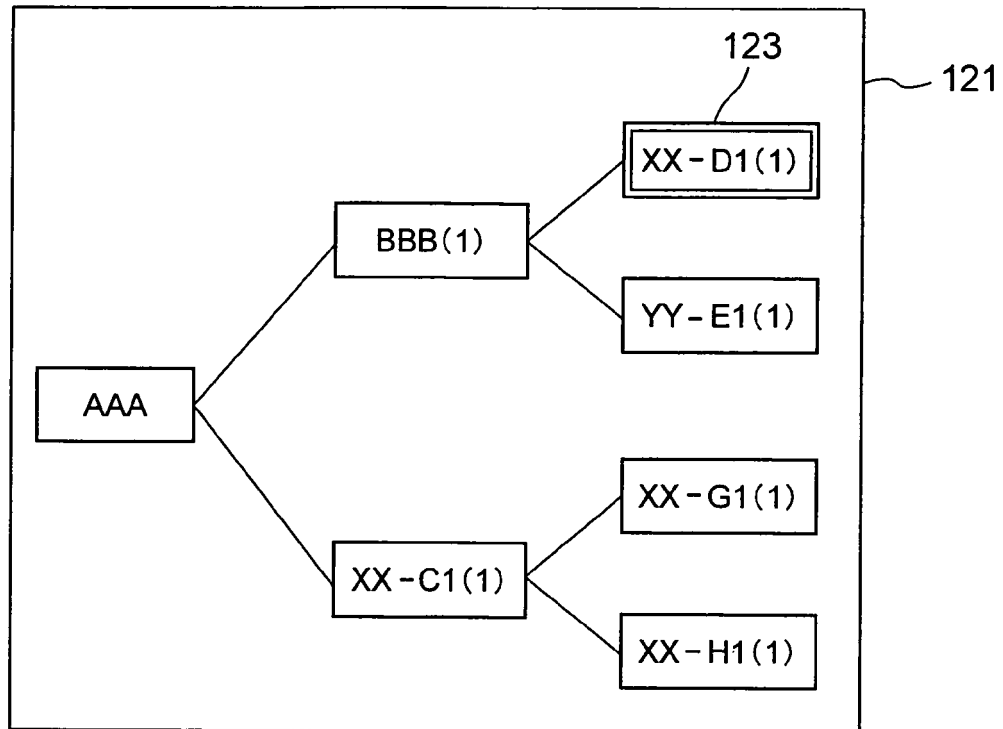 123
121
XX-D1(1)
BBB(1)
YY-E1(1)
AAA
XX-G1(1)
XX-C1(1)
XX-H1(1)